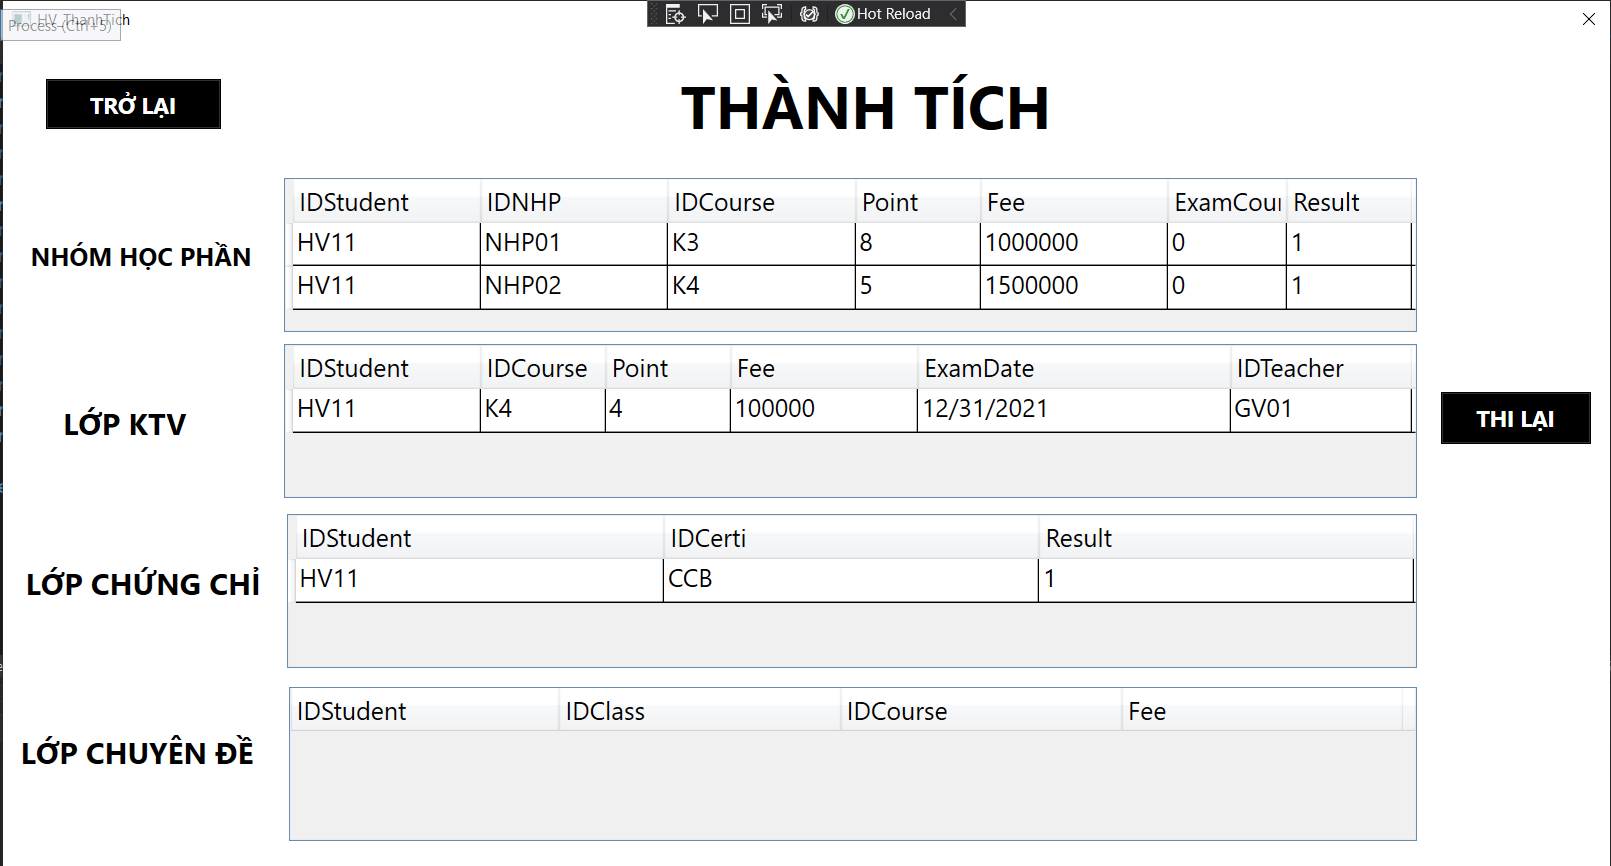 HV_ThanhTich
Process (Ctrl+5)
Hot Reload
TRỞ LẠI
THÀNH TÍCH
NHÓM HỌC PHẦN
IDStudent IDNHP IDCourse Point Fee ExamCour Result
HV11 NHP01 K3 8 1000000 0 1
HV11 NHP02 K4 5 1500000 0 1
LỚP KTV
IDStudent IDCourse Point Fee ExamDate IDTeacher
HV11 K4 4 100000 12/31/2021 GV01
THI LẠI
LỚP CHỨNG CHỈ
IDStudent IDCerti Result
HV11 CCB 1
LỚP CHUYÊN ĐỀ
IDStudent IDClass IDCourse Fee